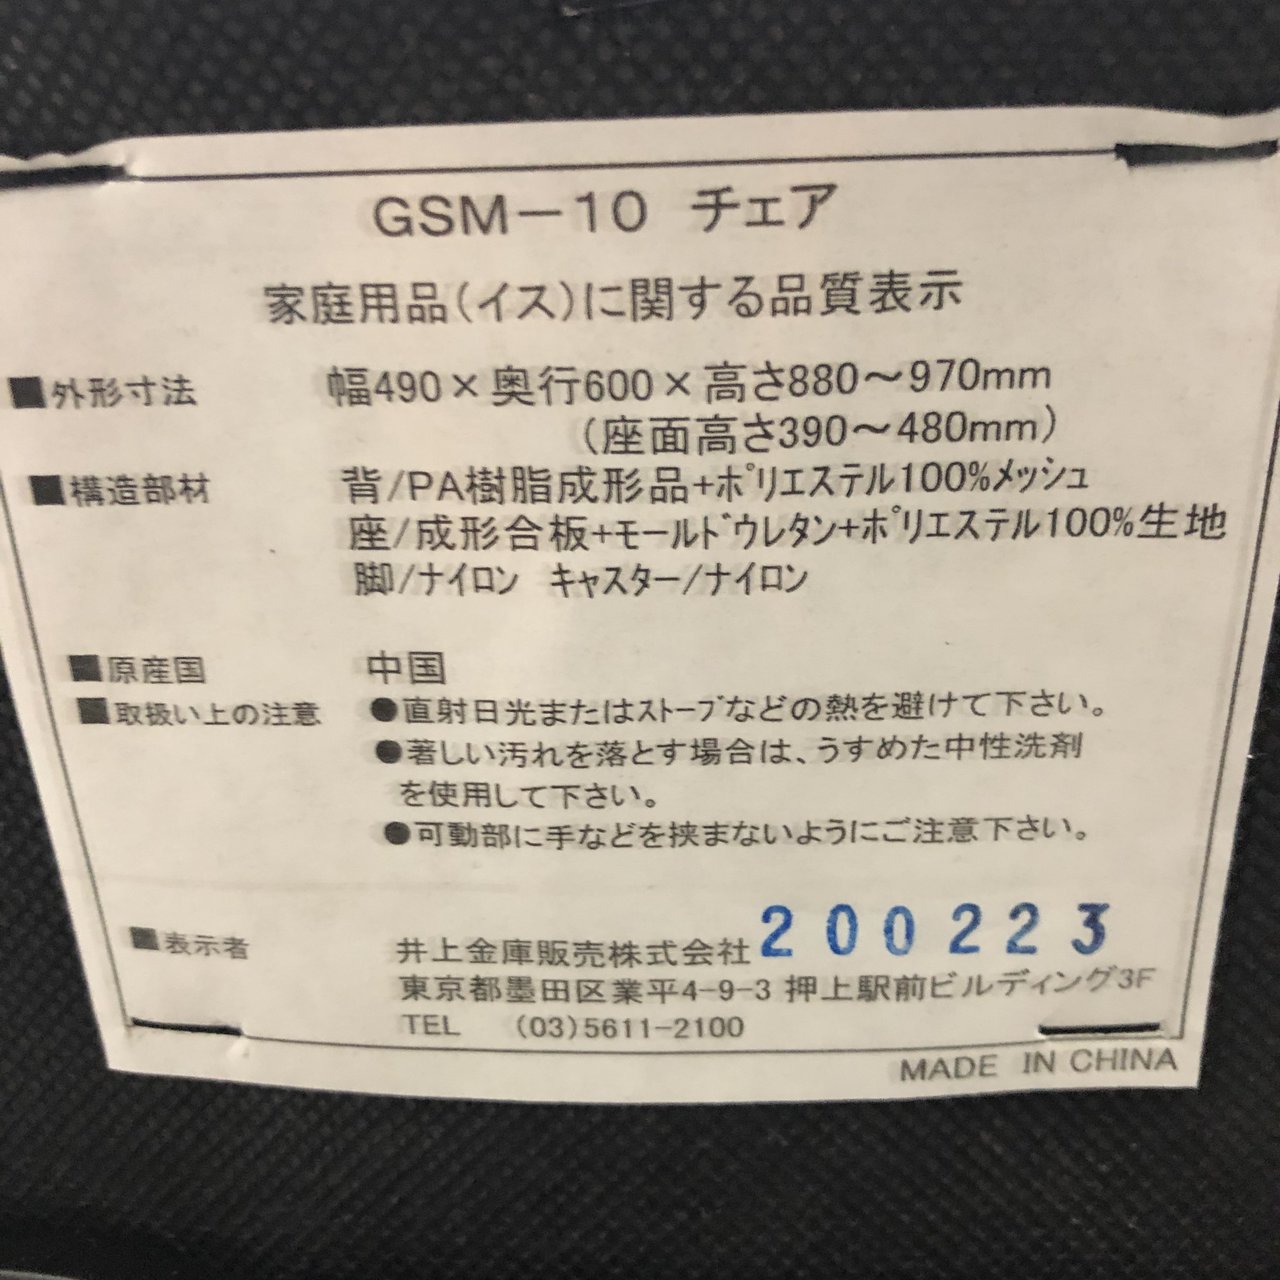 GSM－10 チェア
家庭用品(イス)に関する品質表示
■外形寸法 幅490×奥行600×高さ880～970mm
(座面高さ390～480mm)
■構造部材 背/PA樹脂成形品+ﾎﾟﾘｴｽﾃﾙ100%ﾒｯｼｭ
座/成形合板+ﾓｰﾙﾄﾞｳﾚﾀﾝ+ﾎﾟﾘｴｽﾃﾙ100%生地
脚/ナイロン キャスター/ナイロン
■原産国 中国
■取扱い上の注意 ●直射日光またはｽﾄｰﾌﾞなどの熱を避けて下さい。
●著しい汚れを落とす場合は、うすめた中性洗剤
を使用して下さい。
●可動部に手などを挟まないようにご注意下さい。
■表示者 井上金庫販売株式会社 200223
東京都墨田区業平4-9-3 押上駅前ビルディング3F
TEL (03)5611-2100
MADE IN CHINA